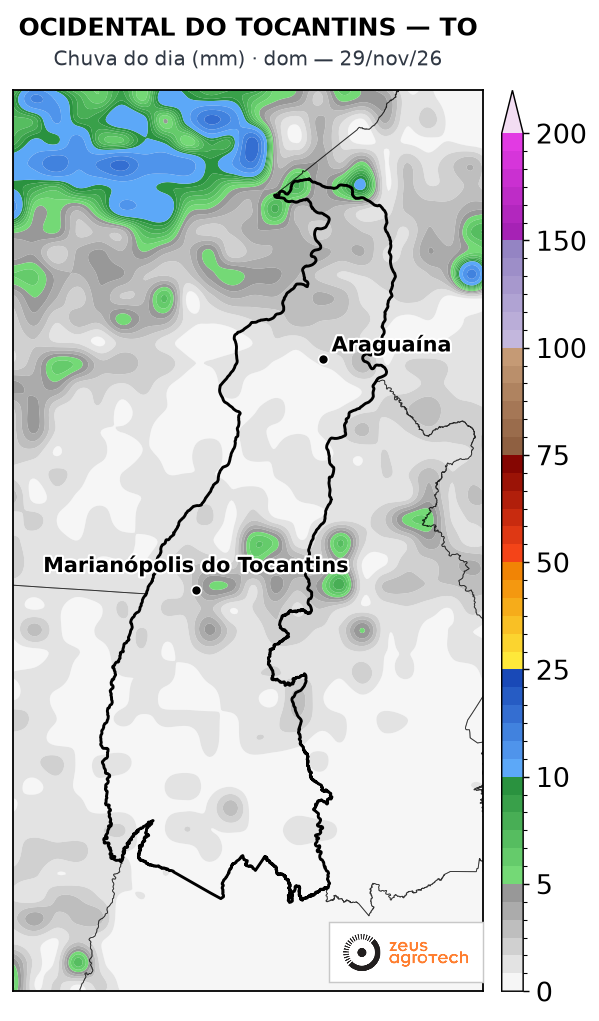 OCIDENTAL DO TOCANTINS — TO
Chuva do dia (mm) · dom — 29/nov/26
200
150
100
75
50
25
10
5
0
Araguaína
Marianópolis do Tocantins
zeus
agrotech